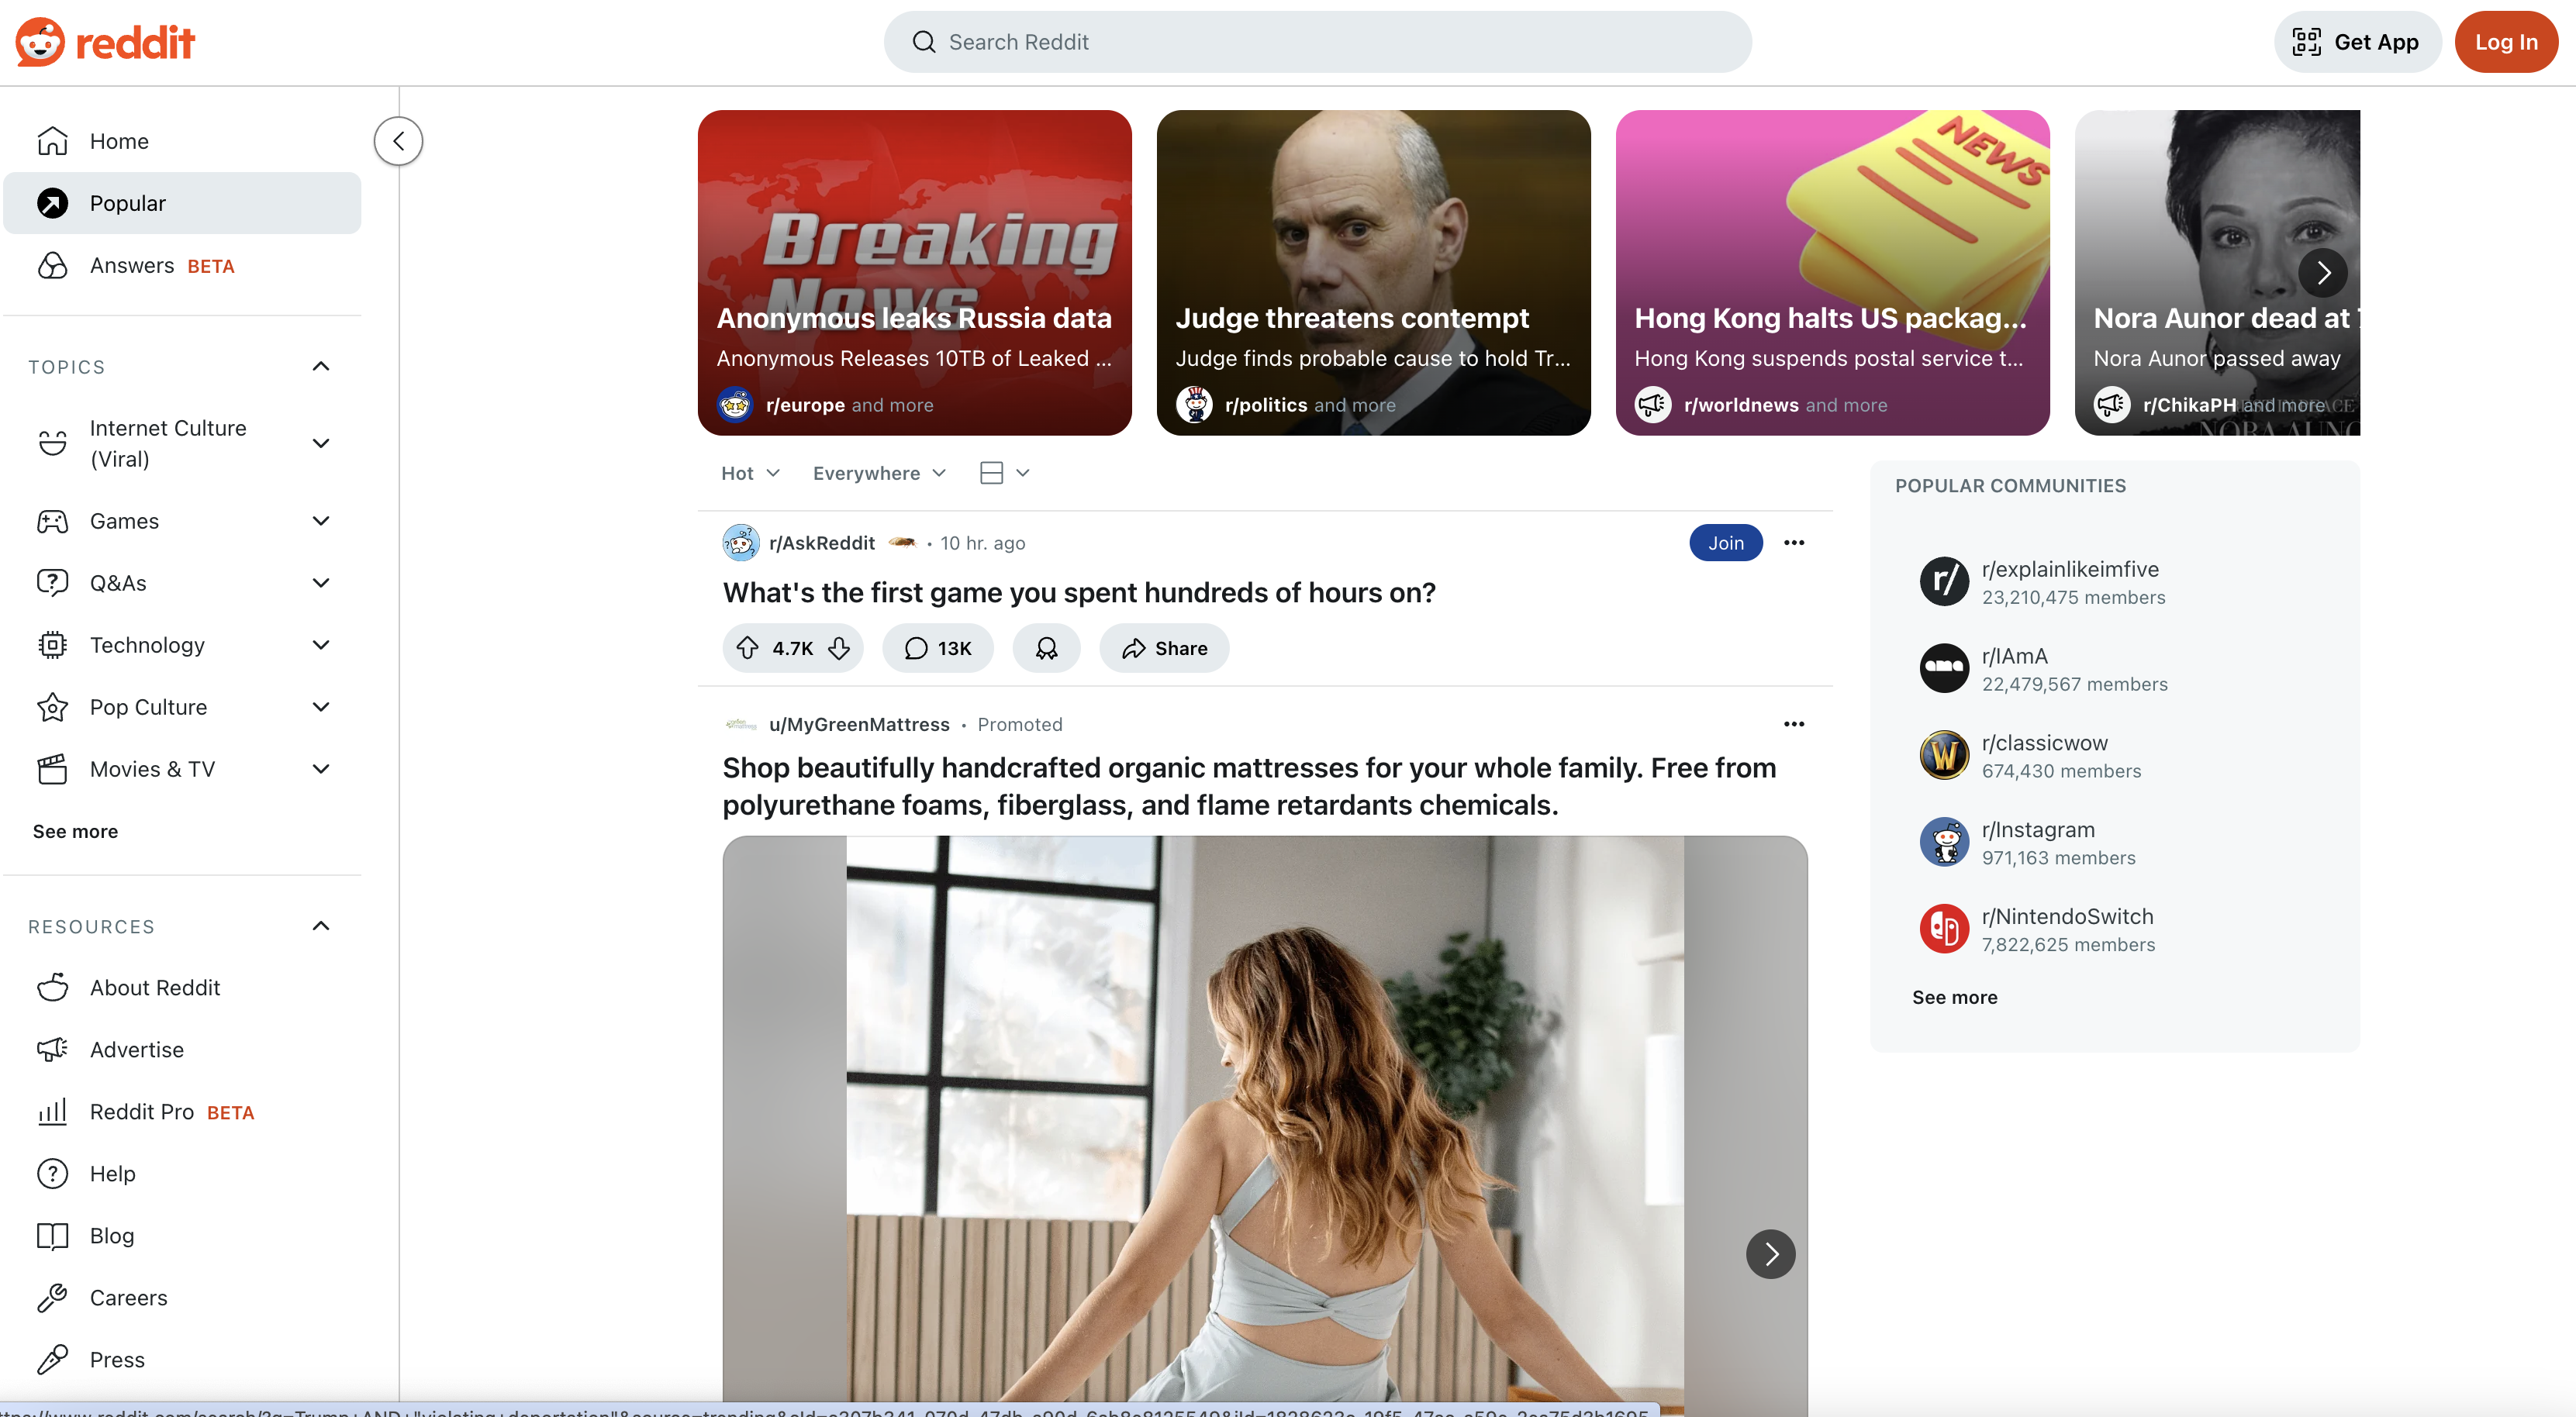 reddit
Search Reddit
Get App
Log In
Home
Popular
Answers BETA
TOPICS
Internet Culture
(Viral)
Games
Q&As
Technology
Pop Culture
Movies & TV
See more
RESOURCES
About Reddit
Advertise
Reddit Pro BETA
Help
Blog
Careers
Press
Breaking
News
Anonymous leaks Russia data
Anonymous Releases 10TB of Leaked ...
r/europe and more
Judge threatens contempt
Judge finds probable cause to hold Tr...
r/politics and more
NEWS
Hong Kong halts US packag...
Hong Kong suspends postal service t...
r/worldnews and more
Nora Aunor dead at
Nora Aunor passed away
r/ChikaPH and more
Hot
Everywhere
r/AskReddit • 10 hr. ago
Join
What's the first game you spent hundreds of hours on?
4.7K
13K
Share
u/MyGreenMattress • Promoted
Shop beautifully handcrafted organic mattresses for your whole family. Free from
polyurethane foams, fiberglass, and flame retardants chemicals.
POPULAR COMMUNITIES
r/explainlikeimfive
23,210,475 members
r/IAmA
22,479,567 members
r/classicwow
674,430 members
r/Instagram
971,163 members
r/NintendoSwitch
7,822,625 members
See more